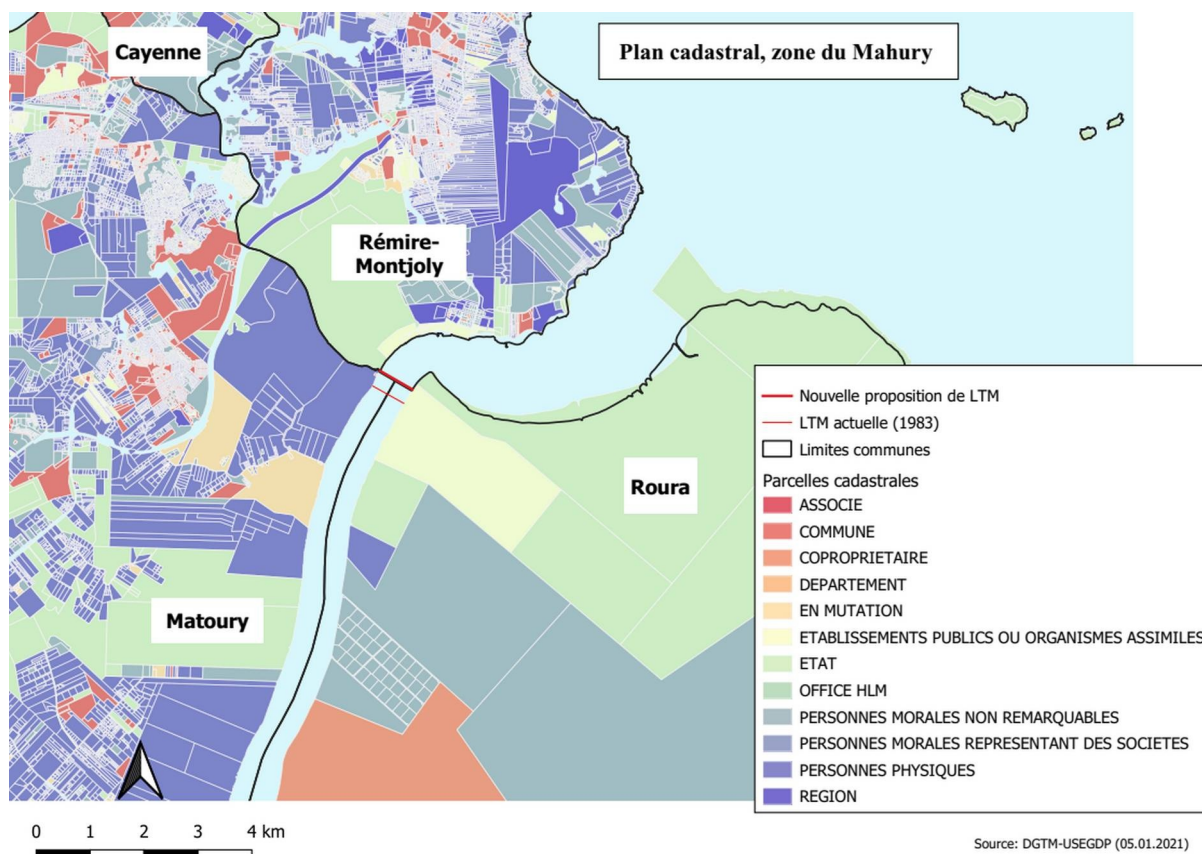 Cayenne
Plan cadastral, zone du Mahury
Rémire-
Montjoly
Nouvelle proposition de LTM
LTM actuelle (1983)
Limites communes
Roura
Parcelles cadastrales
ASSOCIE
COMMUNE
COPROPRIETAIRE
DEPARTEMENT
EN MUTATION
Matoury
ETABLISSEMENTS PUBLICS OU ORGANISMES ASSIMILES
ETAT
OFFICE HLM
PERSONNES MORALES NON REMARQUABLES
PERSONNES MORALES REPRESENTANT DES SOCIETES
PERSONNES PHYSIQUES
REGION
0 1 2 3 4 km
Source: DGTM-USEGDP (05.01.2021)